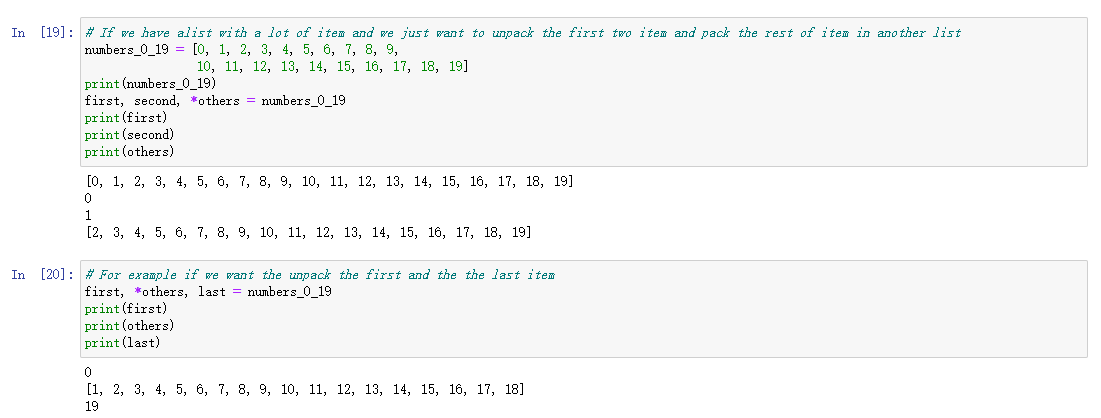 In [19]: # If we have alist with a lot of item and we just want to unpack the first two item and pack the rest of item in another list
numbers_0_19 = [0, 1, 2, 3, 4, 5, 6, 7, 8, 9,
10, 11, 12, 13, 14, 15, 16, 17, 18, 19]
print(numbers_0_19)
first, second, *others = numbers_0_19
print(first)
print(second)
print(others)
[0, 1, 2, 3, 4, 5, 6, 7, 8, 9, 10, 11, 12, 13, 14, 15, 16, 17, 18, 19]
0
1
[2, 3, 4, 5, 6, 7, 8, 9, 10, 11, 12, 13, 14, 15, 16, 17, 18, 19]
In [20]: # For example if we want the unpack the first and the the last item
first, *others, last = numbers_0_19
print(first)
print(others)
print(last)
0
[1, 2, 3, 4, 5, 6, 7, 8, 9, 10, 11, 12, 13, 14, 15, 16, 17, 18]
19